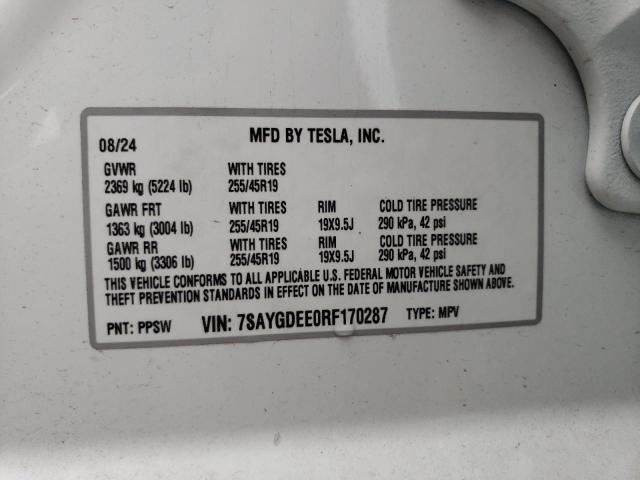 08/24 MFD BY TESLA, INC.
GVWR WITH TIRES
2369 kg (5224 lb) 255/45R19
GAWR FRT WITH TIRES RIM COLD TIRE PRESSURE
1363 kg (3004 lb) 255/45R19 19X9.5J 290 kPa, 42 psi
GAWR RR WITH TIRES RIM COLD TIRE PRESSURE
1500 kg (3306 lb) 255/45R19 19X9.5J 290 kPa, 42 psi
THIS VEHICLE CONFORMS TO ALL APPLICABLE U.S. FEDERAL MOTOR VEHICLE SAFETY AND
THEFT PREVENTION STANDARDS IN EFFECT ON THE DATE OF MANUFACTURE SHOWN ABOVE.
PNT: PPSW VIN: 7SAYGDEE0RF170287 TYPE: MPV